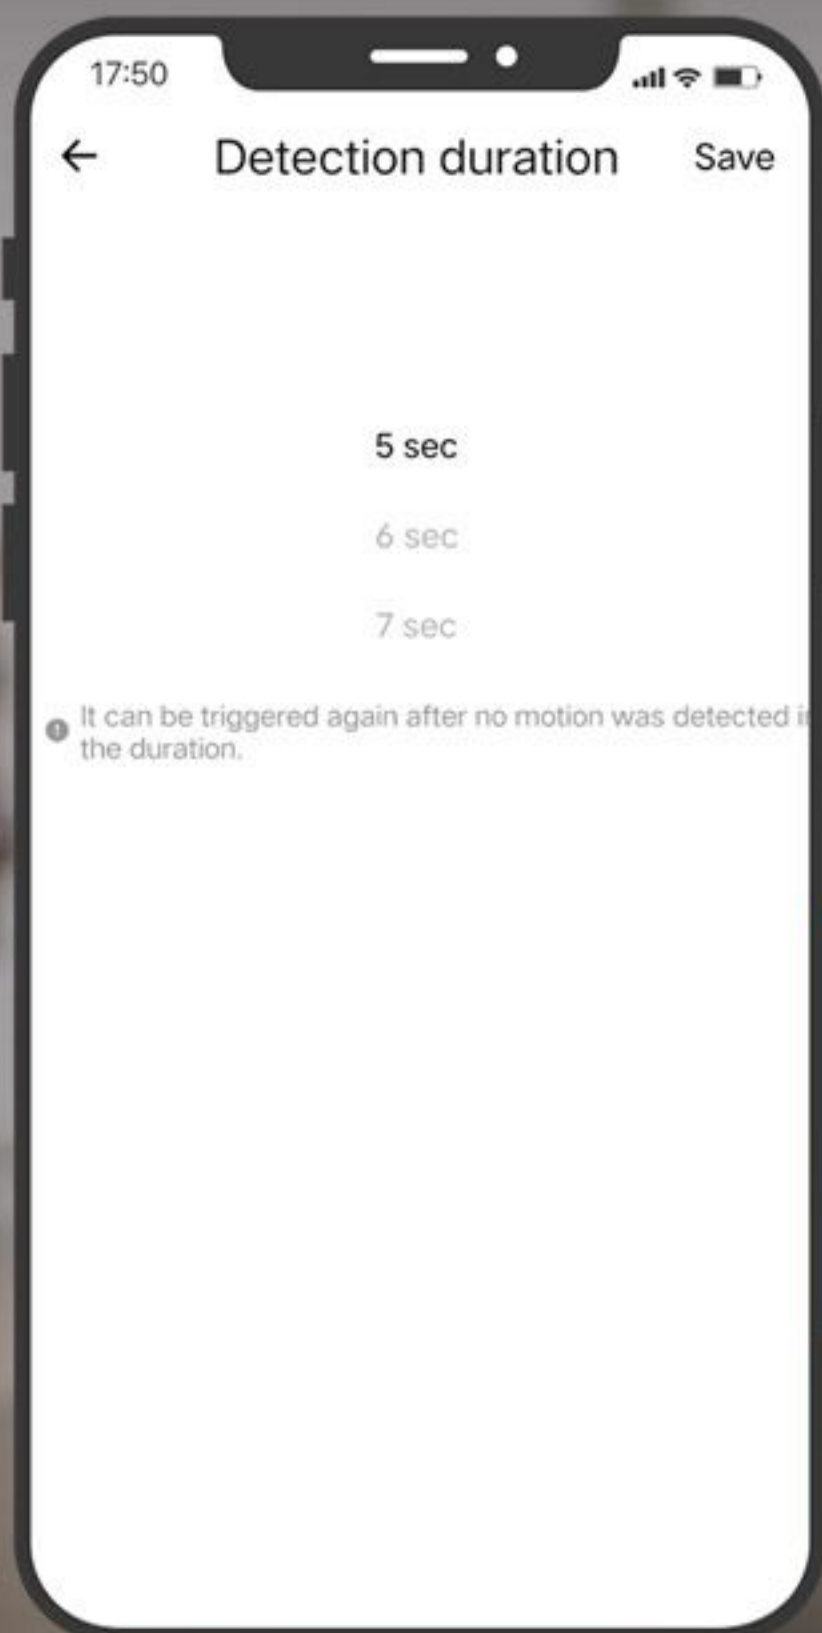 17:50
Detection duration
Save
5 sec
6 sec
7 sec
It can be triggered again after no motion was detected
the duration.